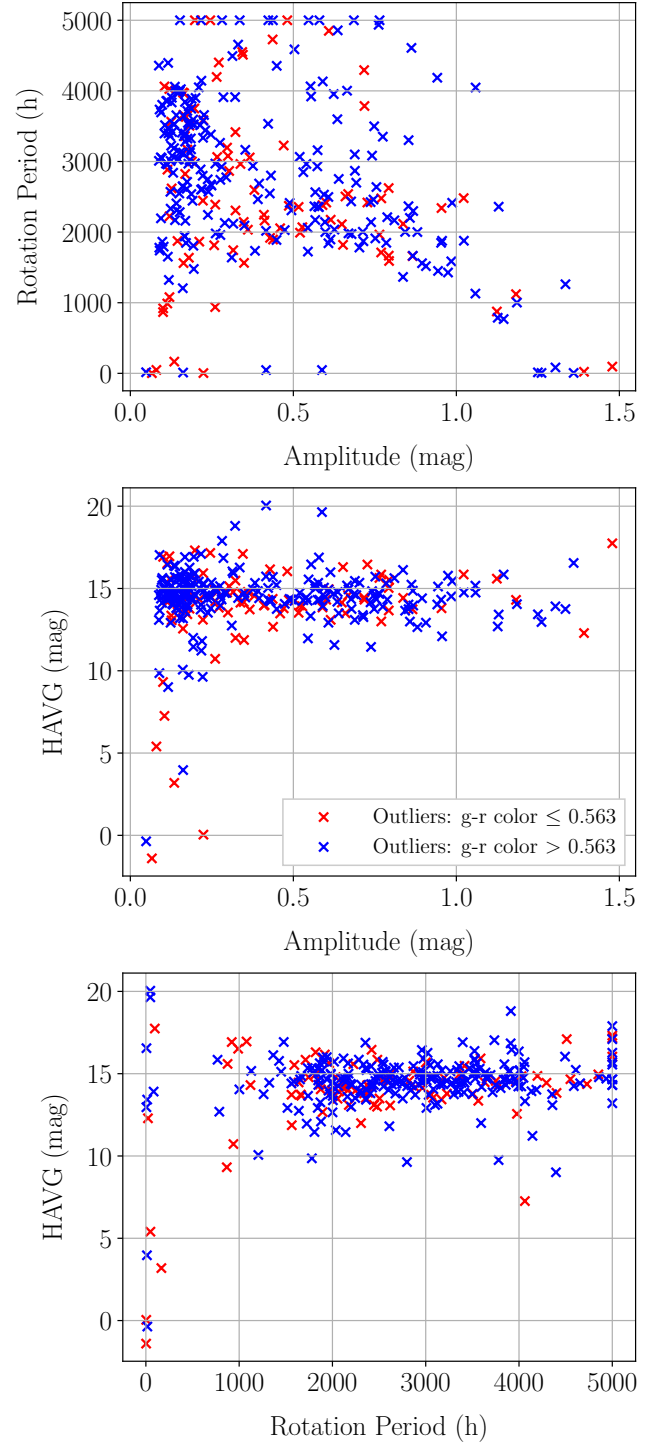 5000
4000
3000
2000
1000
0
Rotation Period (h)
0.0 0.5 1.0 1.5
Amplitude (mag)
20
15
10
5
0
HAVG (mag)
Outliers: g-r color ≤ 0.563
Outliers: g-r color > 0.563
0.0 0.5 1.0 1.5
Amplitude (mag)
20
15
10
5
0
HAVG (mag)
0 1000 2000 3000 4000 5000
Rotation Period (h)